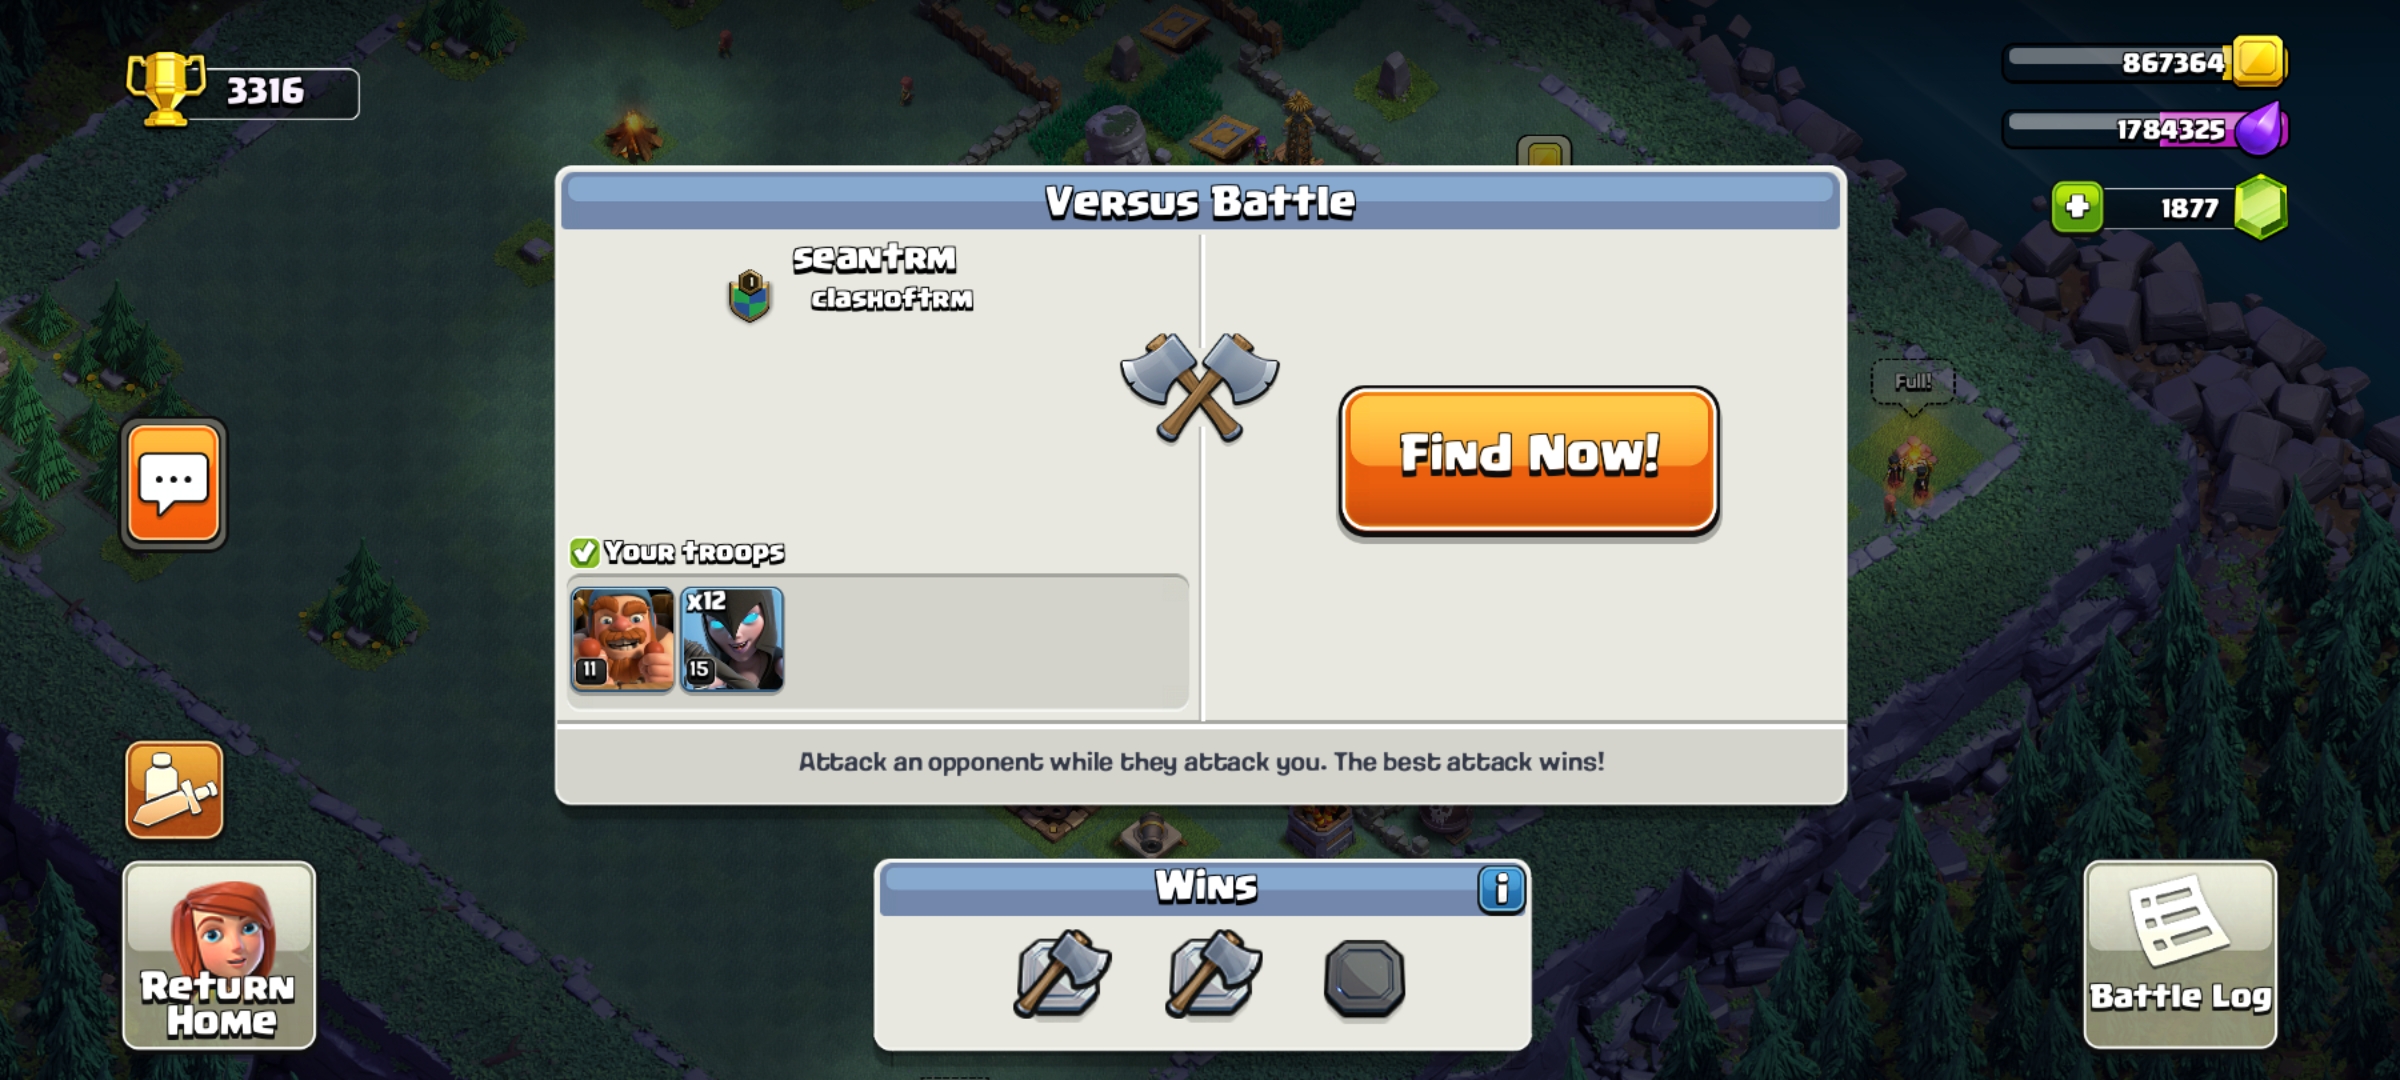 3316
867364
1784325
1877
Versus Battle
seantrm
clashoftrm
1
Find Now!
Full!
Your troops
11
x12
15
Attack an opponent while they attack you. The best attack wins!
Wins
i
Return
Home
Battle Log